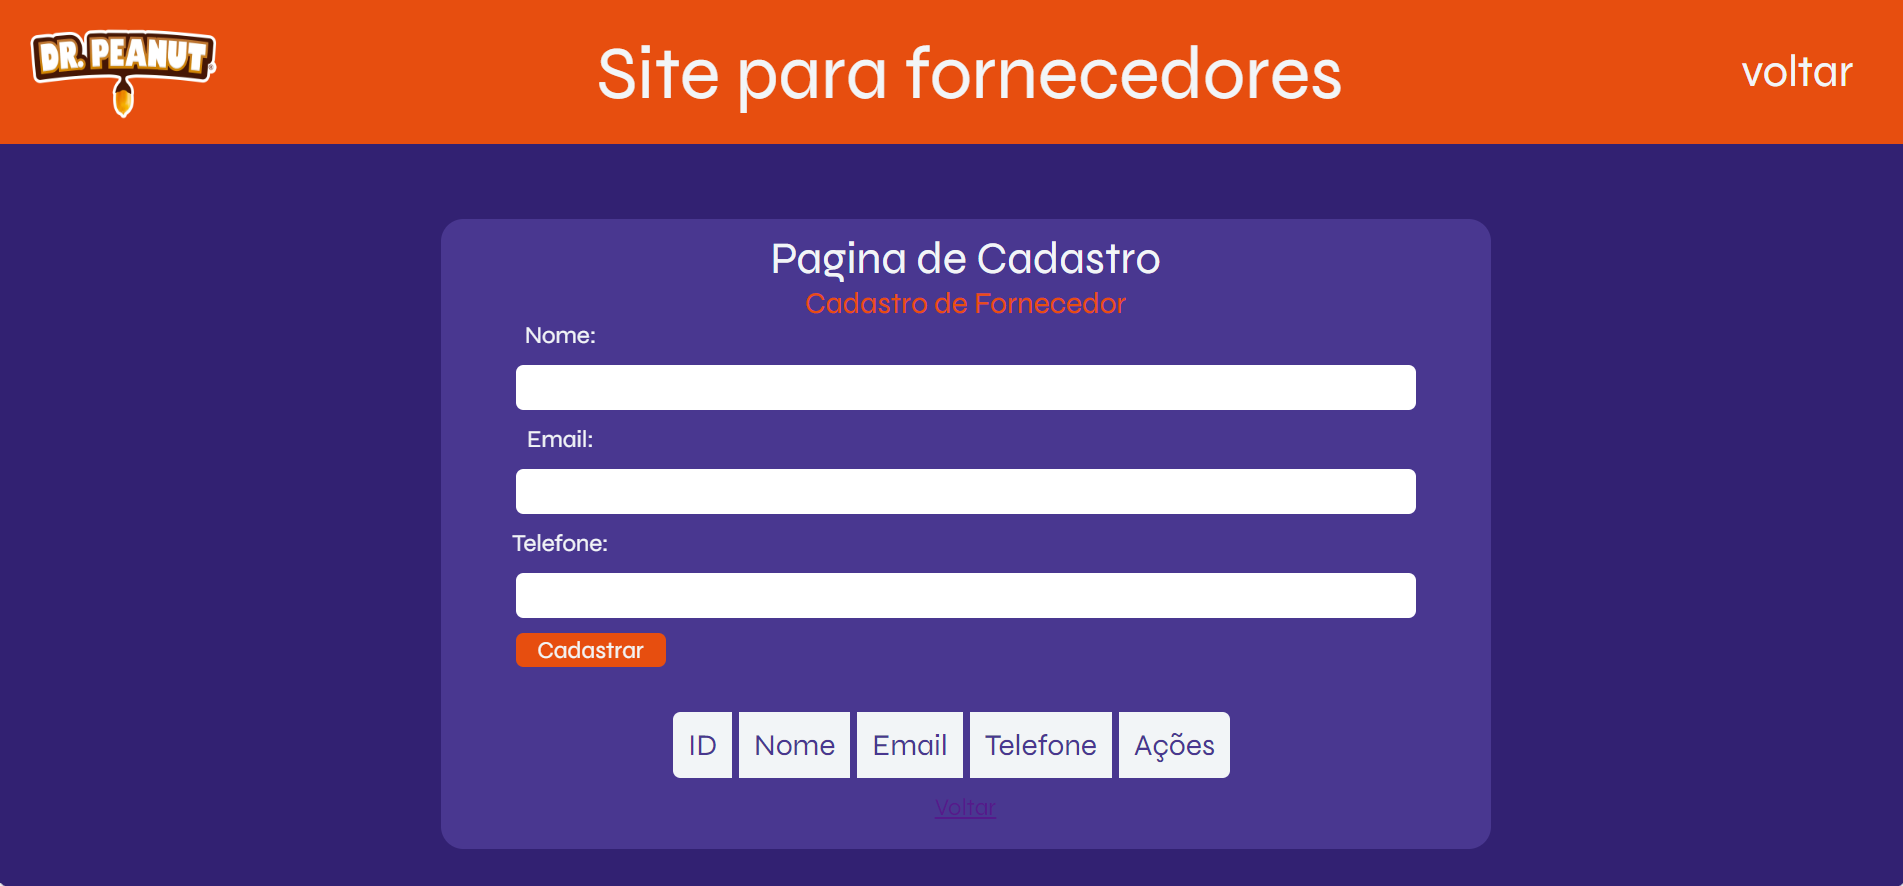 DR. PEANUT
Site para fornecedores
voltar
Pagina de Cadastro
Cadastro de Fornecedor
Nome:
Email:
Telefone:
Cadastrar
ID Nome Email Telefone Ações
Voltar